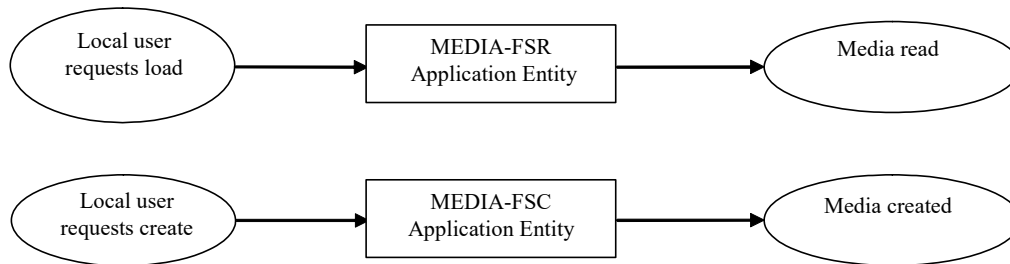 Local user
requests load
MEDIA-FSR
Application Entity
Media read
Local user
requests create
MEDIA-FSC
Application Entity
Media created